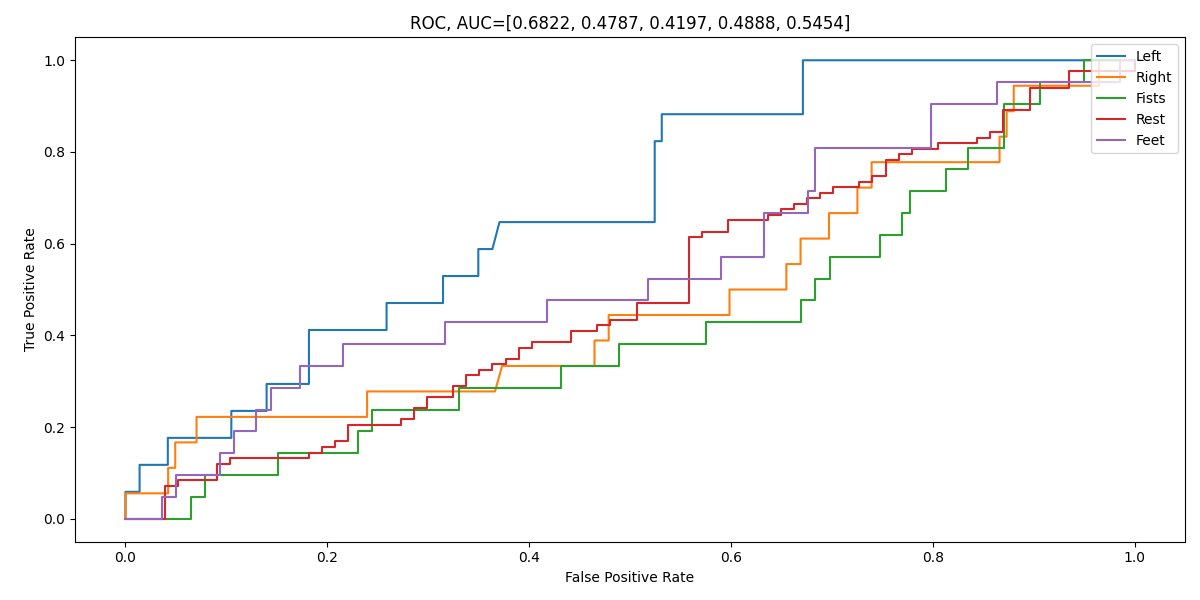 ROC, AUC=[0.6822, 0.4787, 0.4197, 0.4888, 0.5454]
True Positive Rate
1.0
0.8
0.6
0.4
0.2
0.0
Left
Right
Fists
Rest
Feet
0.0 0.2 0.4 0.6 0.8 1.0
False Positive Rate